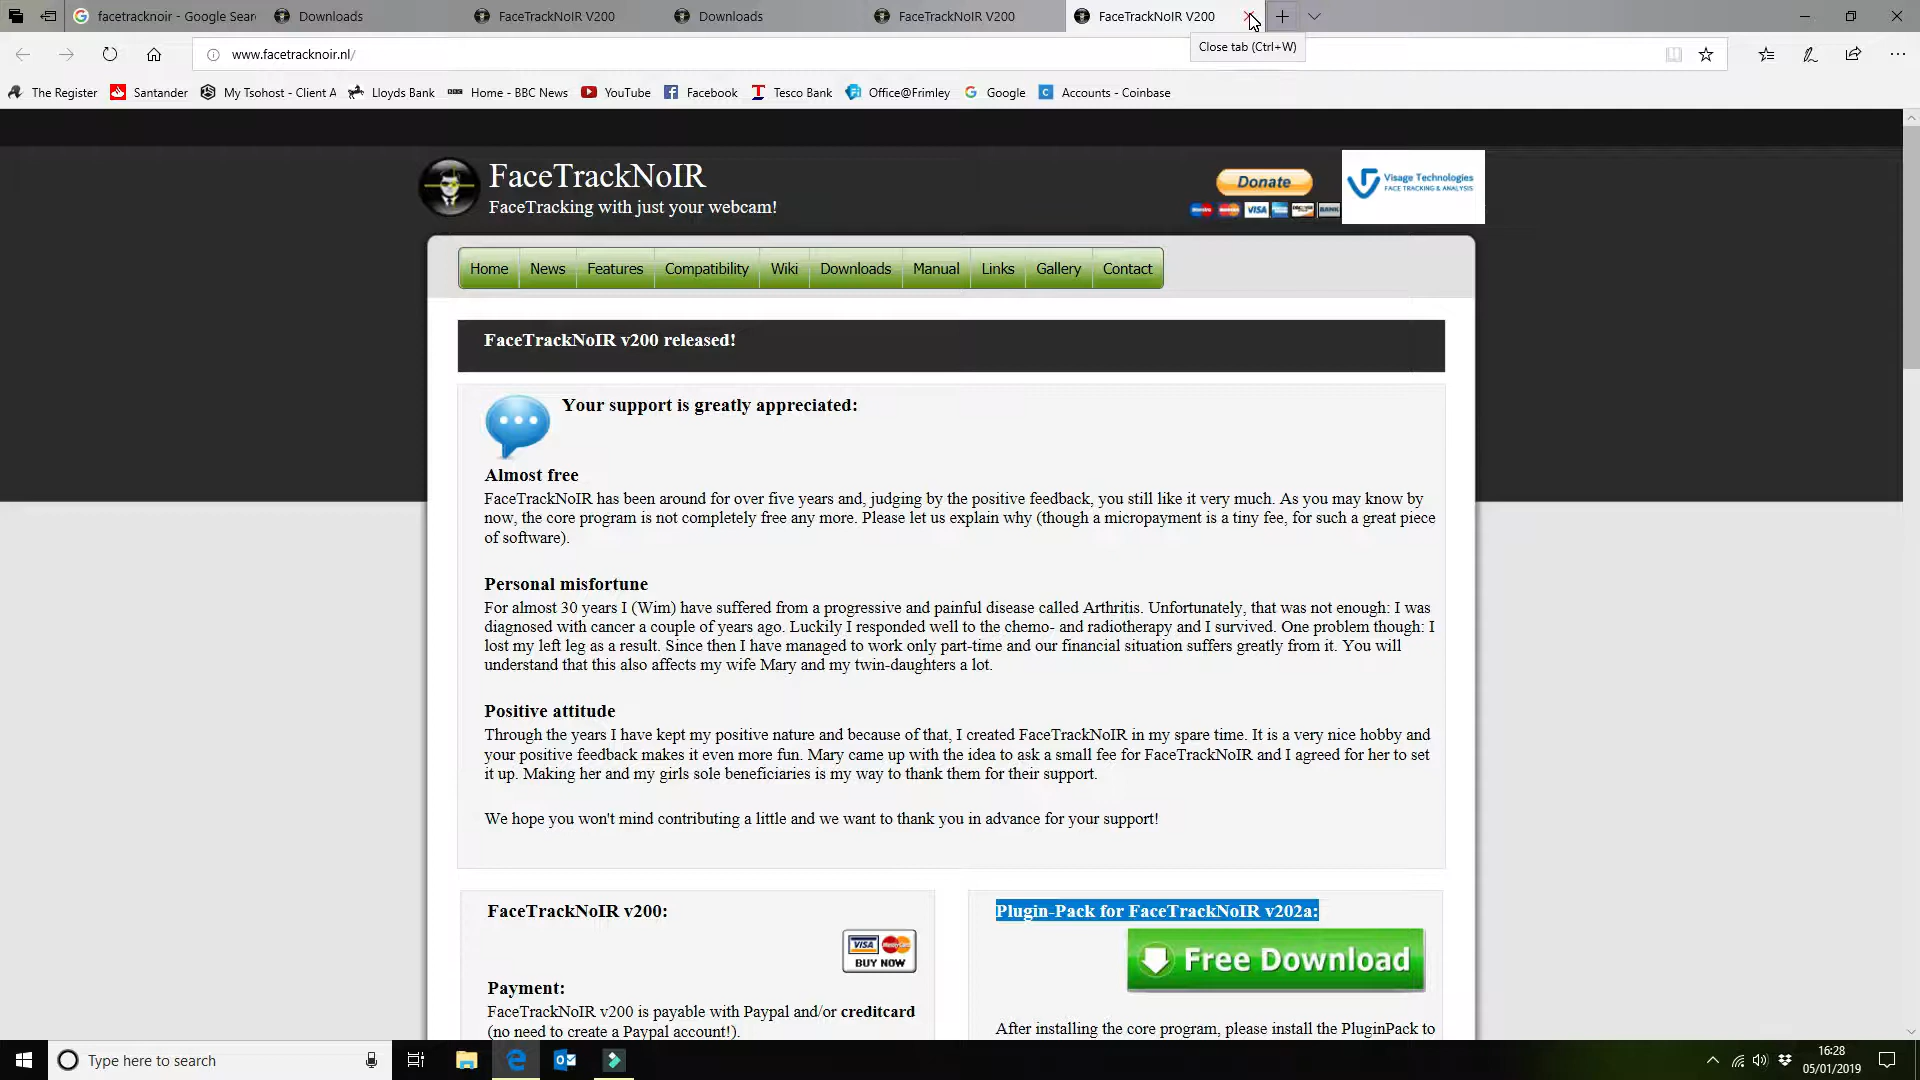 facetracknoir - Google Sear
Downloads
FaceTrackNoIR V200
Downloads
FaceTrackNoIR V200
FaceTrackNoIR V200
Close tab (Ctrl+W)
www.facetracknoir.nl/
The Register
Santander
My Tsohost - Client A
Lloyds Bank
Home - BBC News
YouTube
Facebook
Tesco Bank
Office@Frimley
Google
Accounts - Coinbase
FaceTrackNoIR
FaceTracking with just your webcam!
Donate
VISA
BANK
Visage Technologies
FACE TRACKING & ANALYSIS
Home
News
Features
Compatibility
Wiki
Downloads
Manual
Links
Gallery
Contact
FaceTrackNoIR v200 released!
Your support is greatly appreciated:
Almost free
FaceTrackNoIR has been around for over five years and, judging by the positive feedback, you still like it very much. As you may know by
now, the core program is not completely free any more. Please let us explain why (though a micropayment is a tiny fee, for such a great piece
of software).
Personal misfortune
For almost 30 years I (Wim) have suffered from a progressive and painful disease called Arthritis. Unfortunately, that was not enough: I was
diagnosed with cancer a couple of years ago. Luckily I responded well to the chemo- and radiotherapy and I survived. One problem though: I
lost my left leg as a result. Since then I have managed to work only part-time and our financial situation suffers greatly from it. You will
understand that this also affects my wife Mary and my twin-daughters a lot.
Positive attitude
Through the years I have kept my positive nature and because of that, I created FaceTrackNoIR in my spare time. It is a very nice hobby and
your positive feedback makes it even more fun. Mary came up with the idea to ask a small fee for FaceTrackNoIR and I agreed for her to set
it up. Making her and my girls sole beneficiaries is my way to thank them for their support.
We hope you won't mind contributing a little and we want to thank you in advance for your support!
FaceTrackNoIR v200:
VISA
BUY NOW
Payment:
FaceTrackNoIR v200 is payable with Paypal and/or creditcard
(no need to create a Paypal account!).
Plugin-Pack for FaceTrackNoIR v202a:
Free Download
After installing the core program, please install the PluginPack to
Type here to search
16:28
05/01/2019